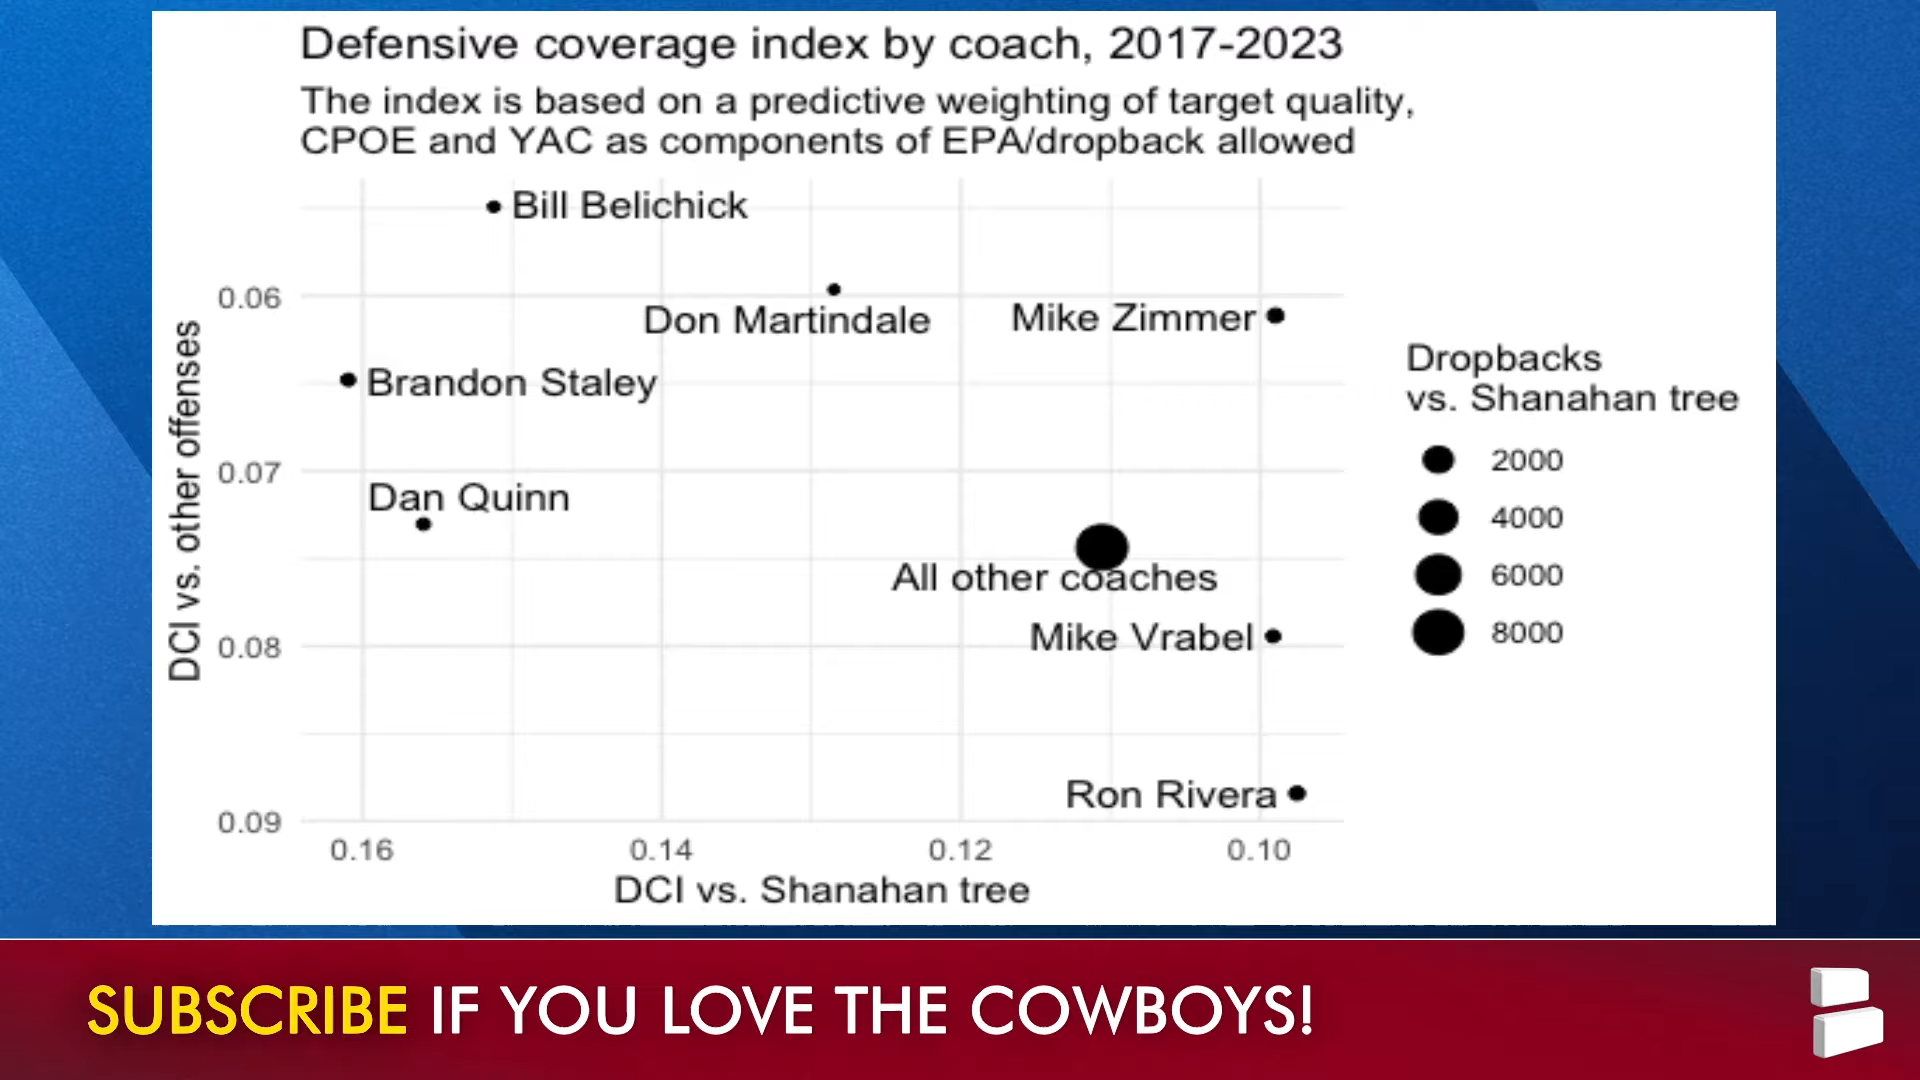 Defensive coverage index by coach, 2017-2023
The index is based on a predictive weighting of target quality,
CPOE and YAC as components of EPA/dropback allowed
Bill Belichick
Don Martindale
Mike Zimmer
Brandon Staley
Dan Quinn
All other coaches
Mike Vrabel
Ron Rivera
DCI vs. other offenses
0.06
0.07
0.08
0.09
0.16
0.14
0.12
0.10
DCI vs. Shanahan tree
Dropbacks
vs. Shanahan tree
2000
4000
6000
8000
SUBSCRIBE IF YOU LOVE THE COWBOYS!